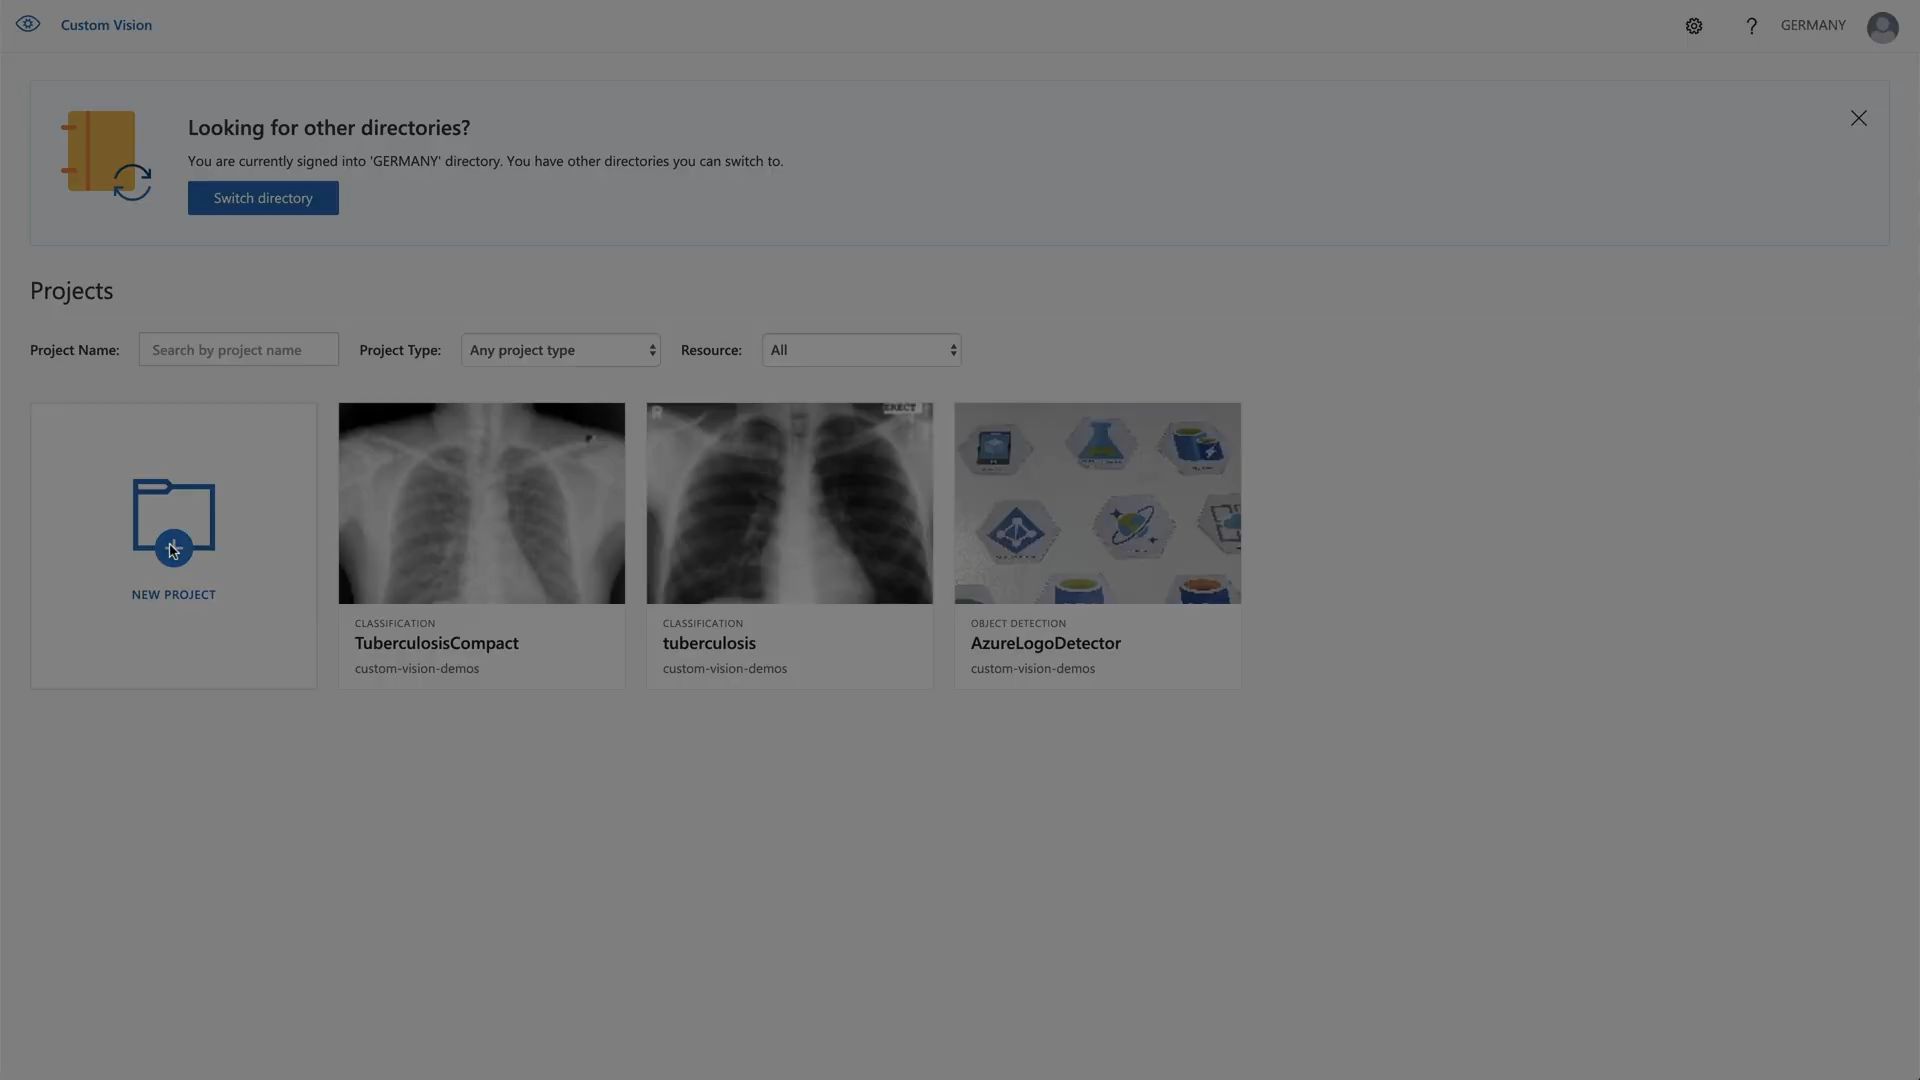 Custom Vision
GERMANY
Looking for other directories?
You are currently signed into 'GERMANY' directory. You have other directories you can switch to.
Switch directory
Projects
Project Name: Search by project name Project Type: Any project type Resource: All
NEW PROJECT
CLASSIFICATION
TuberculosisCompact
custom-vision-demos
R
ERECT
CLASSIFICATION
tuberculosis
custom-vision-demos
OBJECT DETECTION
AzureLogoDetector
custom-vision-demos